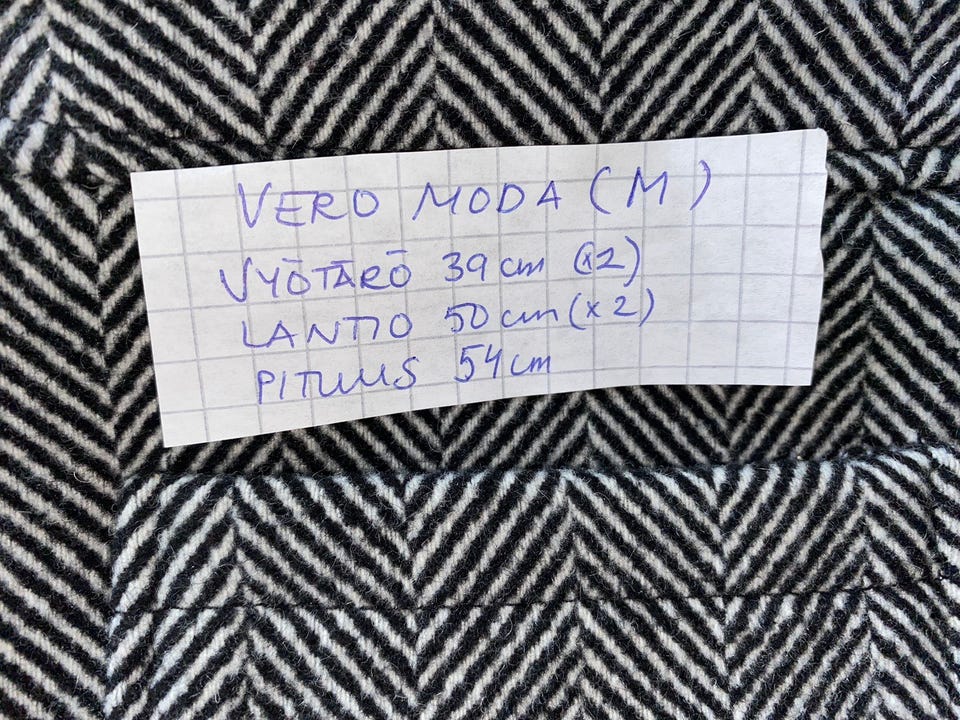 VERO MODA (M)
VYÖTÄRÖ 39 cm (x2)
LANTIO 50 cm (x2)
PITUUS 54 cm